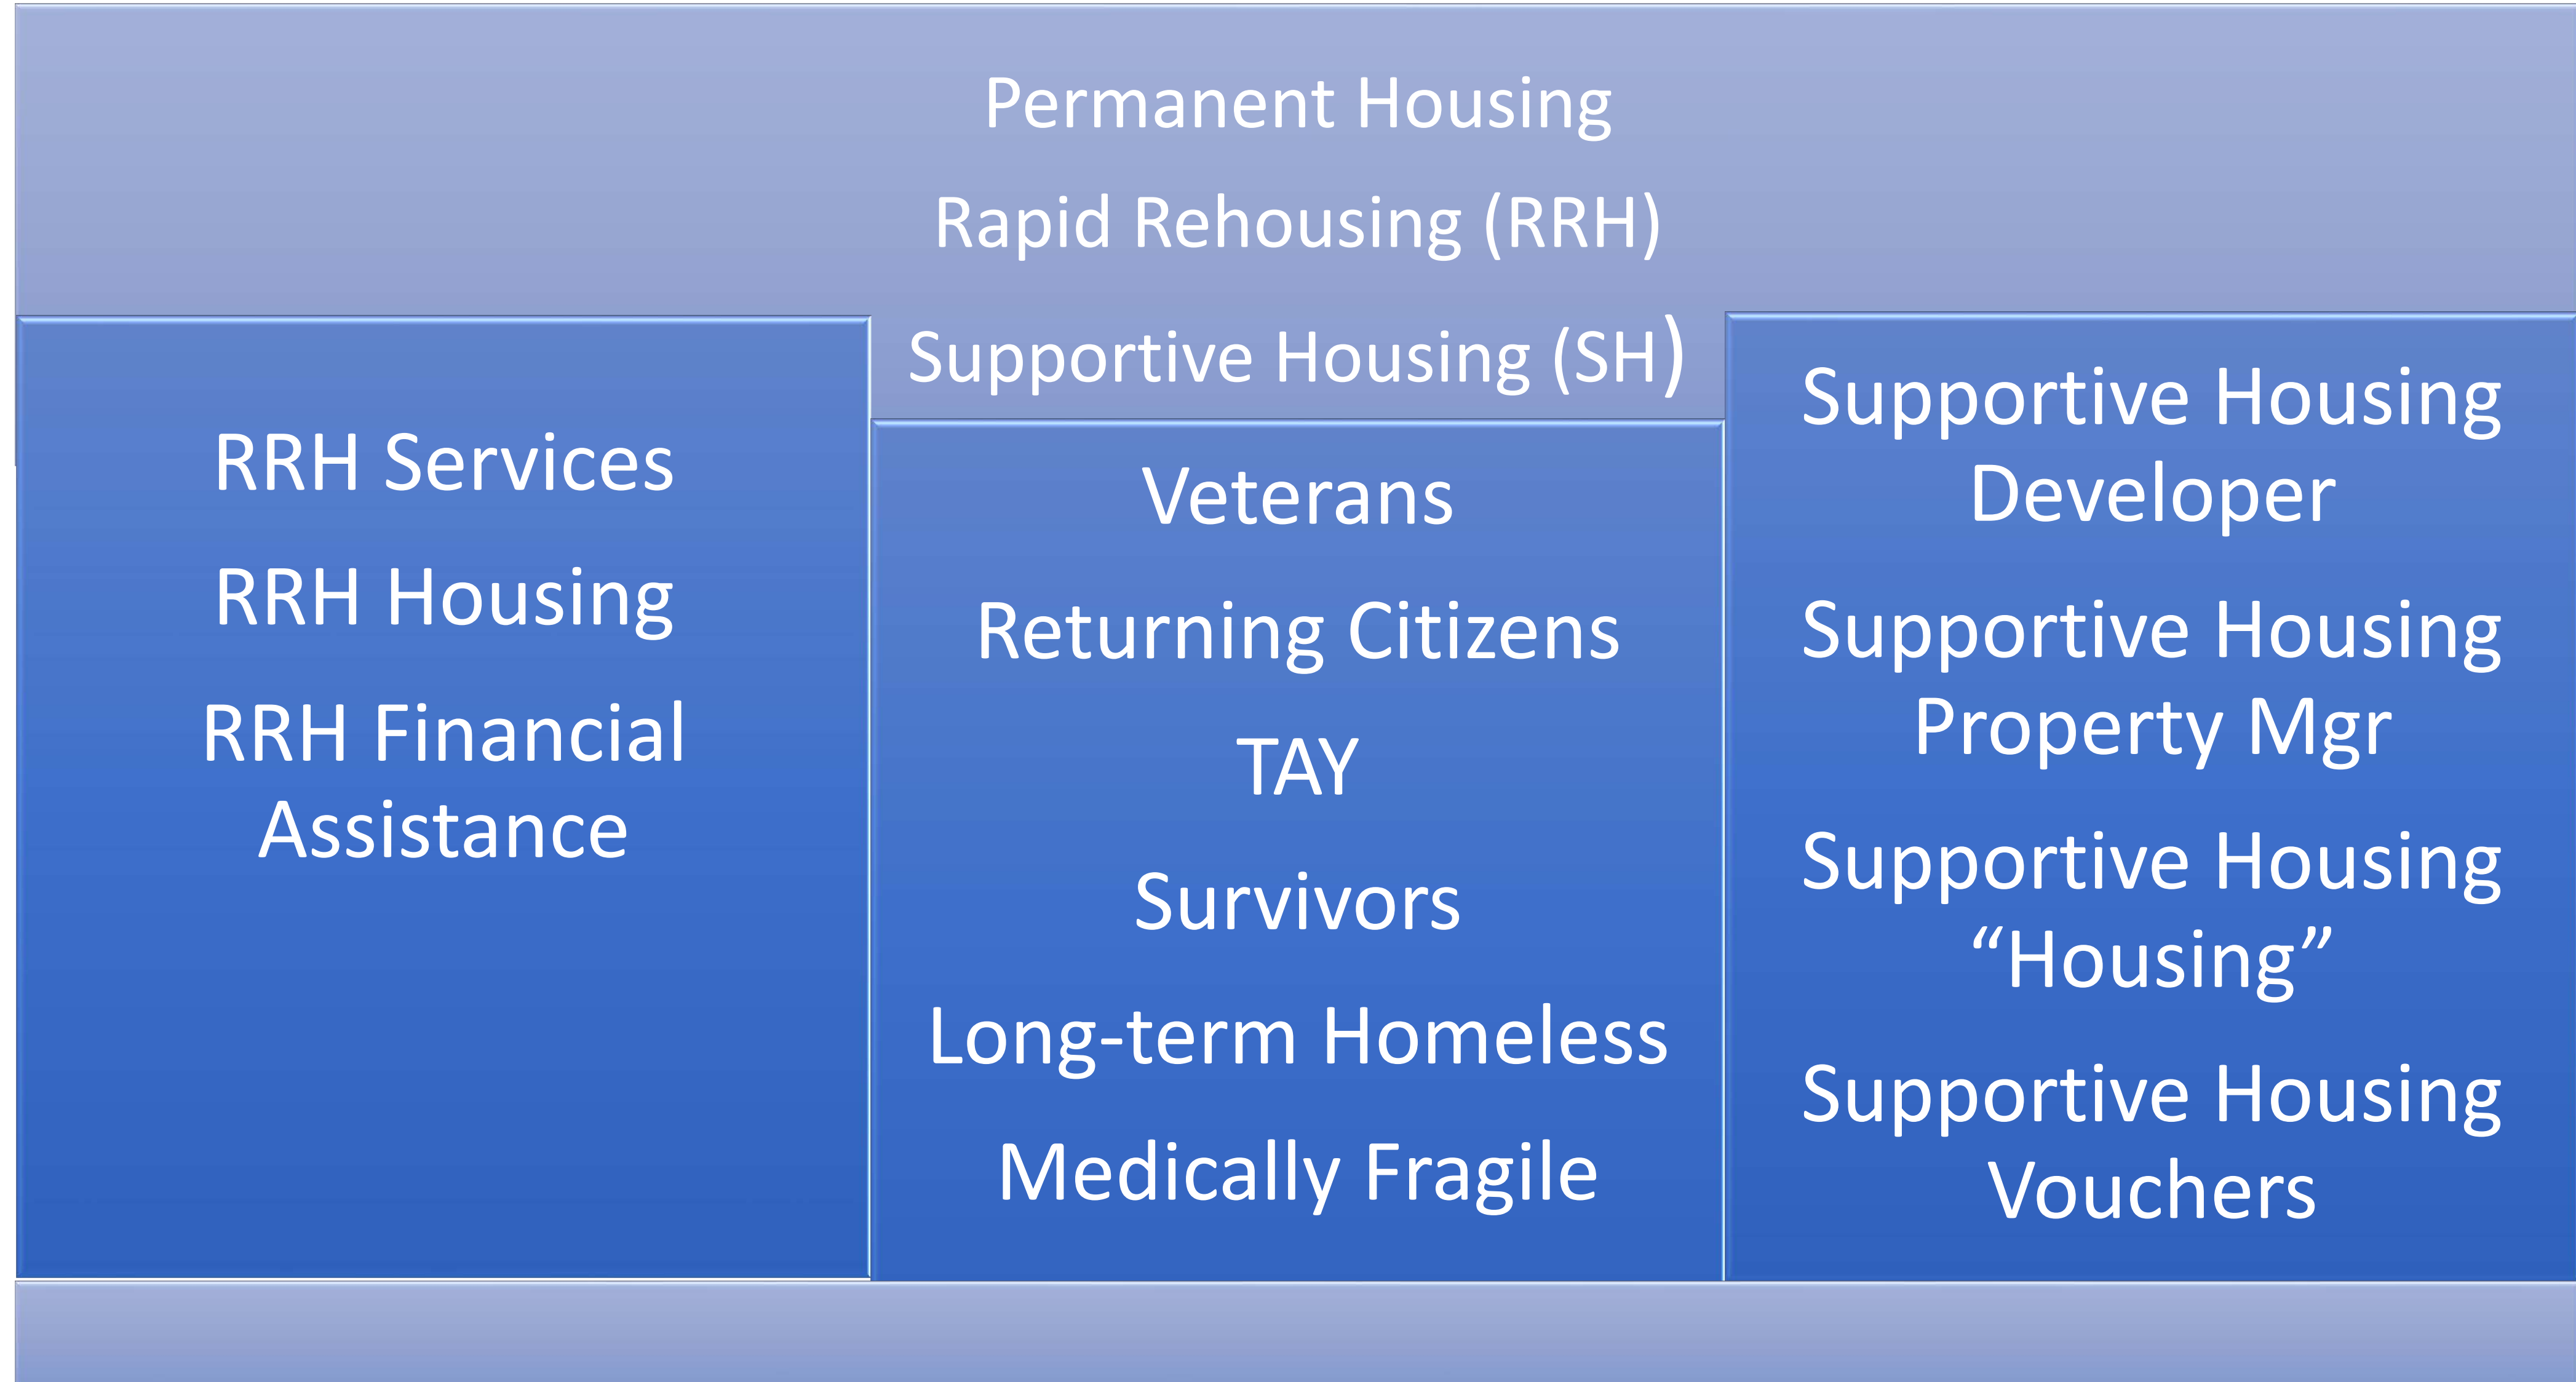 Permanent Housing
Rapid Rehousing (RRH)
Supportive Housing (SH)
RRH Services
RRH Housing
RRH Financial
Assistance
Veterans
Returning Citizens
TAY
Survivors
Long-term Homeless
Medically Fragile
Supportive Housing
Developer
Supportive Housing
Property Mgr
Supportive Housing
“Housing”
Supportive Housing
Vouchers